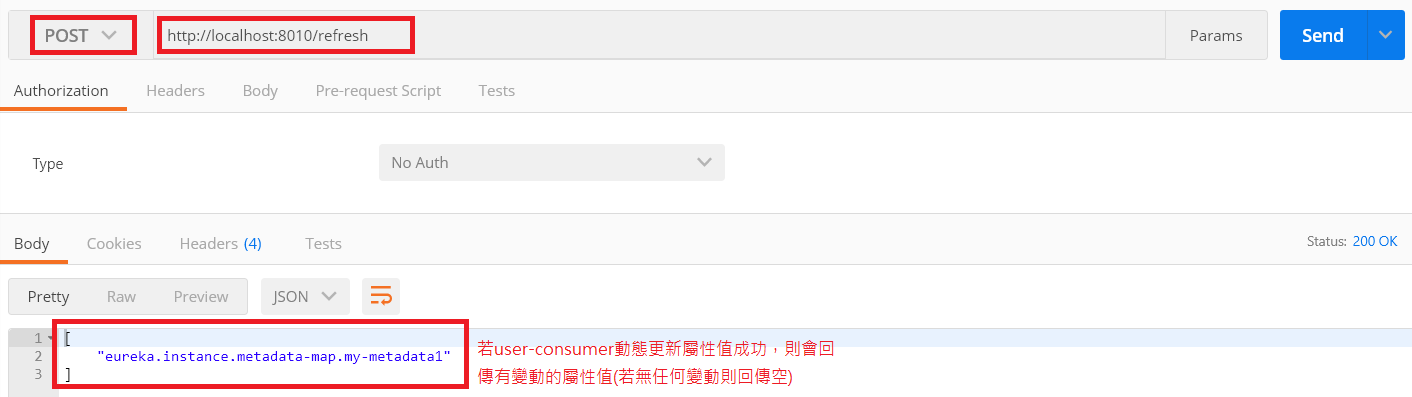 POST
http://localhost:8010/refresh
Params
Send
Authorization
Headers
Body
Pre-request Script
Tests
Type
No Auth
Body
Cookies
Headers (4)
Tests
Status: 200 OK
Pretty
Raw
Preview
JSON
1 [
2 "eureka.instance.metadata-map.my-metadata1"
3 ]
若user-consumer動態更新屬性值成功，則會回
傳有變動的屬性值(若無任何變動則回傳空)